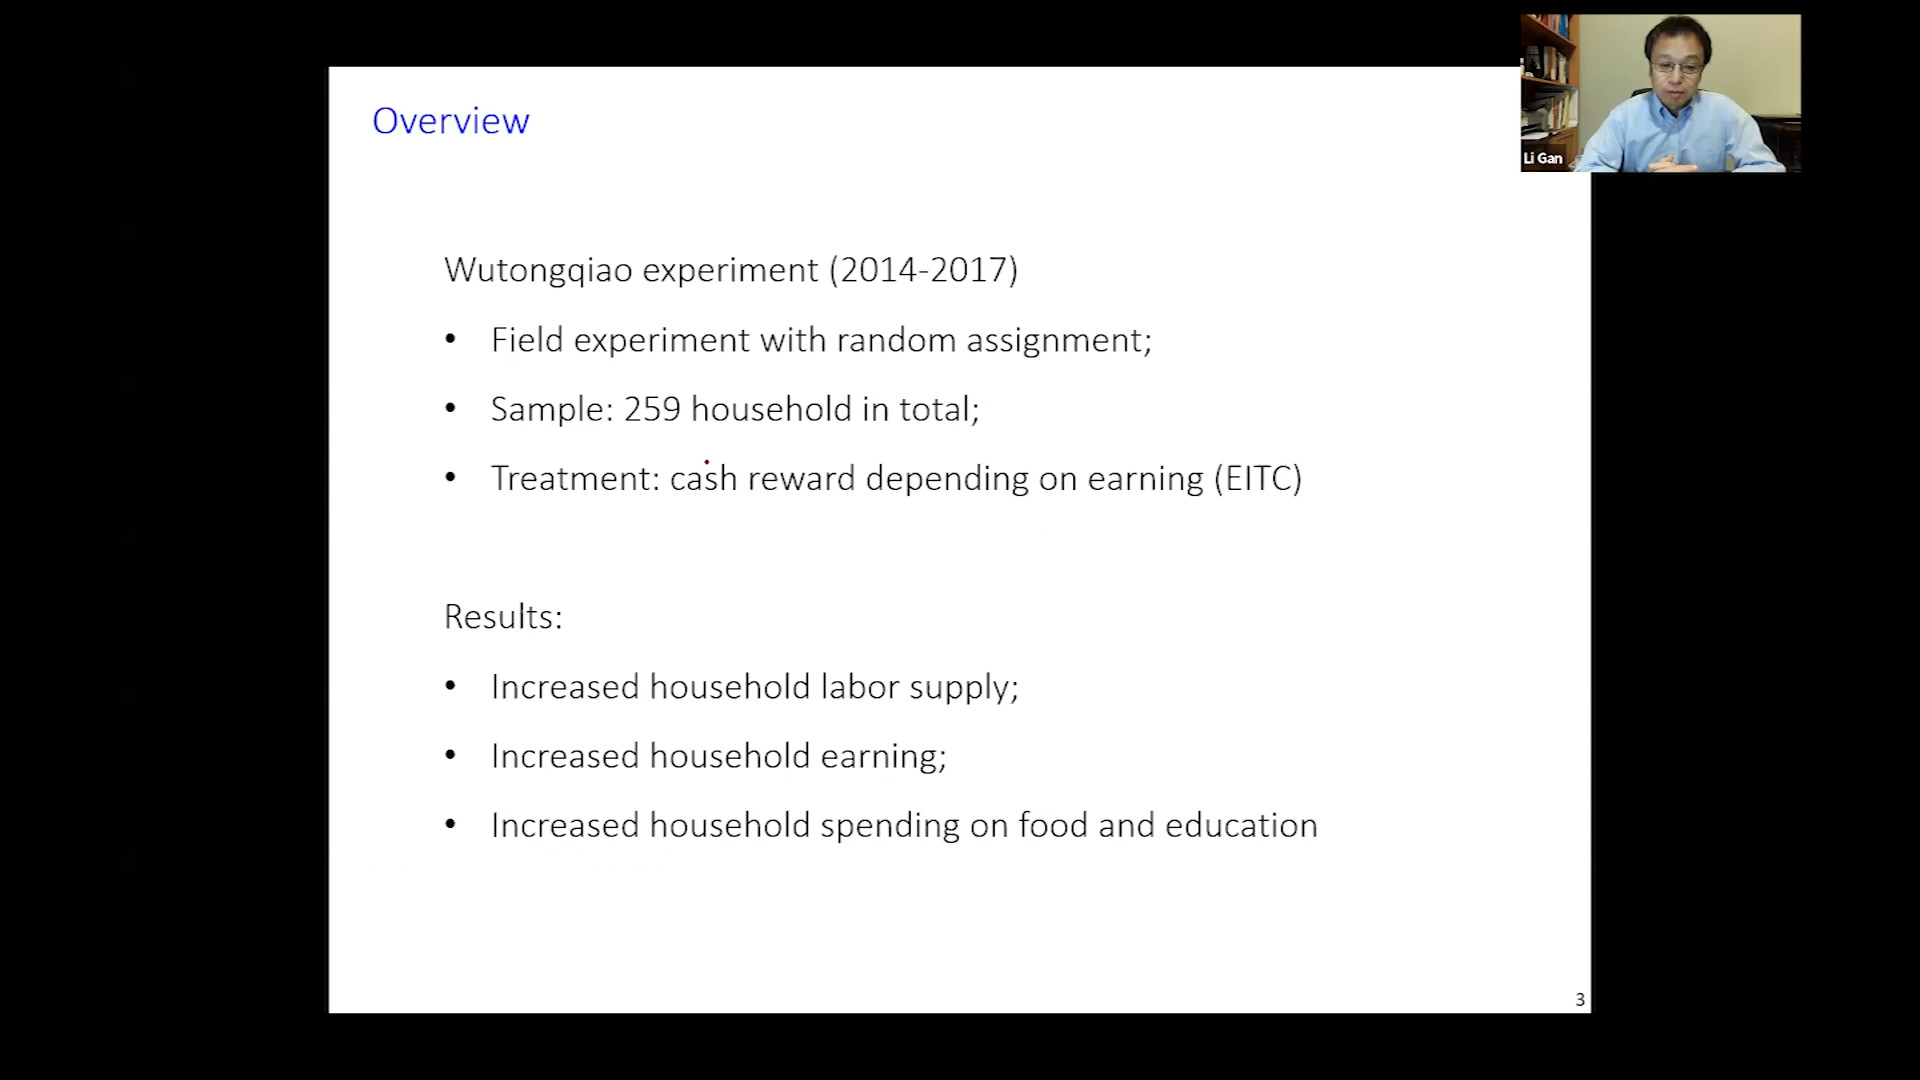 Overview
Li Gan
Wutongqiao experiment (2014-2017)
• Field experiment with random assignment;
• Sample: 259 household in total;
• Treatment: cash reward depending on earning (EITC)
Results:
• Increased household labor supply;
• Increased household earning;
• Increased household spending on food and education
3